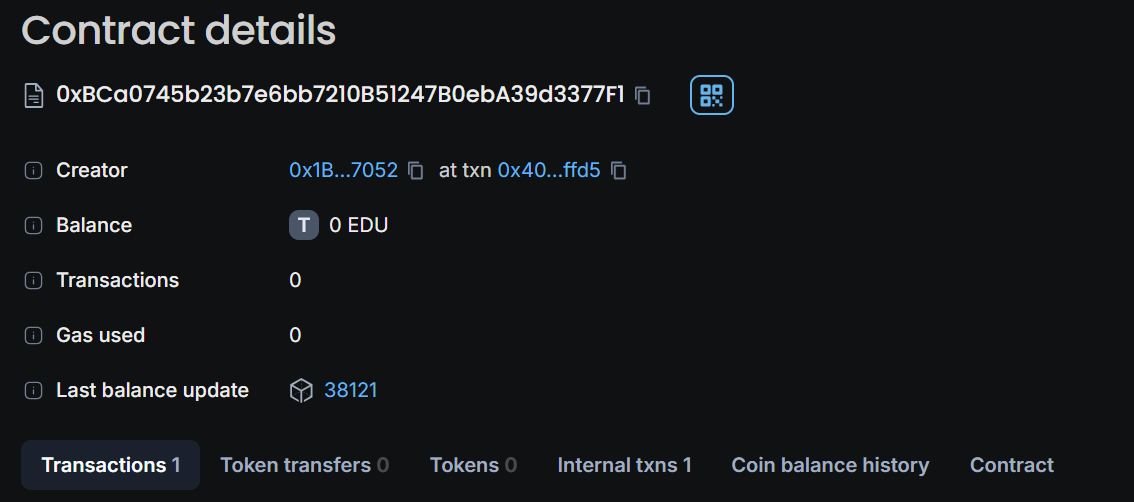 Contract details
0xBCa0745b23b7e6bb7210B51247B0ebA39d3377F1
Creator 0x1B...7052 at txn 0x40...ffd5
Balance T 0 EDU
Transactions 0
Gas used 0
Last balance update 38121
Transactions 1 Token transfers 0 Tokens 0 Internal txns 1 Coin balance history Contract